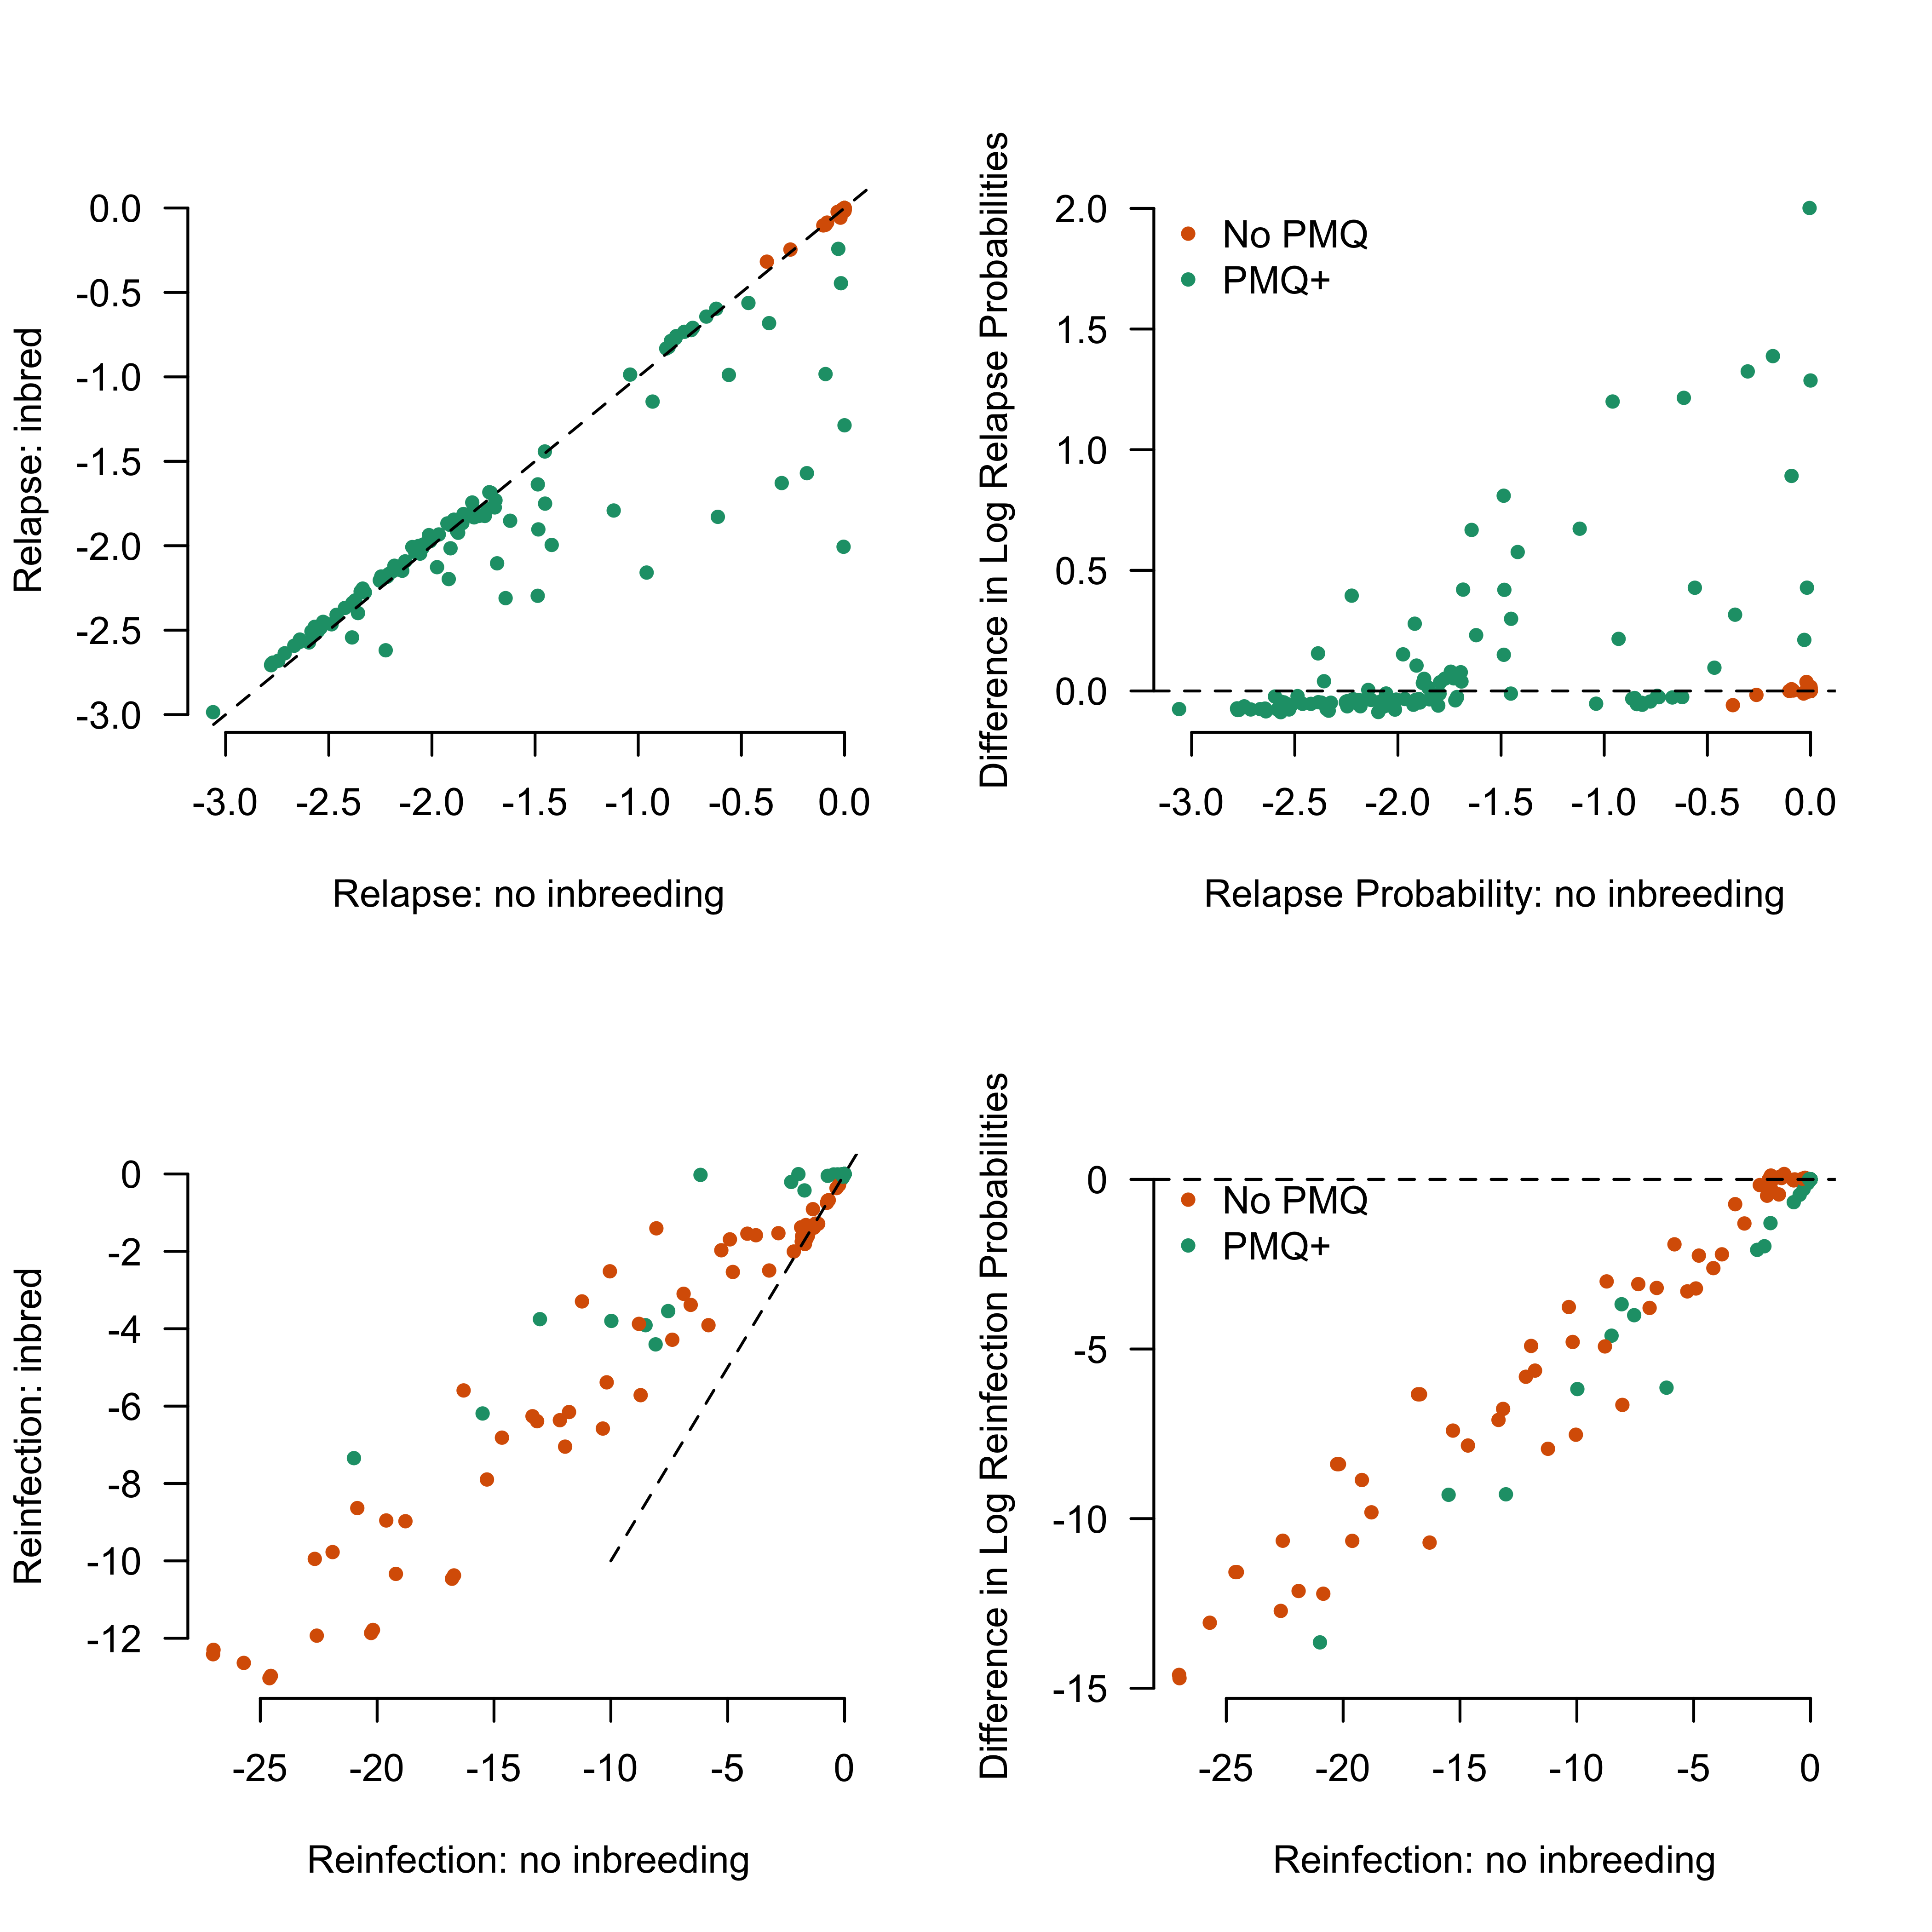 Relapse: inbred
0.0
-0.5
-1.0
-1.5
-2.0
-2.5
-3.0
-3.0 -2.5 -2.0 -1.5 -1.0 -0.5 0.0
Relapse: no inbreeding
Difference in Log Relapse Probabilities
2.0
1.5
1.0
0.5
0.0
No PMQ
PMQ+
-3.0 -2.5 -2.0 -1.5 -1.0 -0.5 0.0
Relapse Probability: no inbreeding
Reinfection: inbred
0
-2
-4
-6
-8
-10
-12
-25 -20 -15 -10 -5 0
Reinfection: no inbreeding
Difference in Log Reinfection Probabilities
0
-5
-10
-15
No PMQ
PMQ+
-25 -20 -15 -10 -5 0
Reinfection: no inbreeding